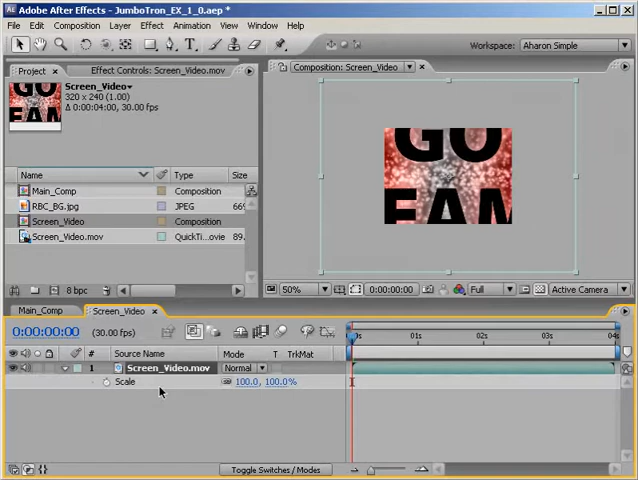 Adobe After Effects - JumboTron_EX_1_0.aep *
File Edit Composition Layer Effect Animation View Window Help
Workspace: Aharon Simple
Project × Effect Controls: Screen_Video.mov
Composition: Screen_Video ×
Screen_Video▼
320 x 240 (1.00)
Δ 0:00:04:00, 30.00 fps
GO
EAM
Name Type Size
Main_Comp Composition
RBC_BG.jpg JPEG 669
Screen_Video Composition
Screen_Video.mov QuickTi...ovie 89.
8 bpc
50% 0:00:00:00 Full Active Camera
Main_Comp Screen_Video ×
0:00:00:00 (30.00 fps)
01s 02s 03s 04s
# Source Name Mode T TrkMat
1 Screen_Video.mov Normal
Scale 100.0, 100.0%
Toggle Switches / Modes